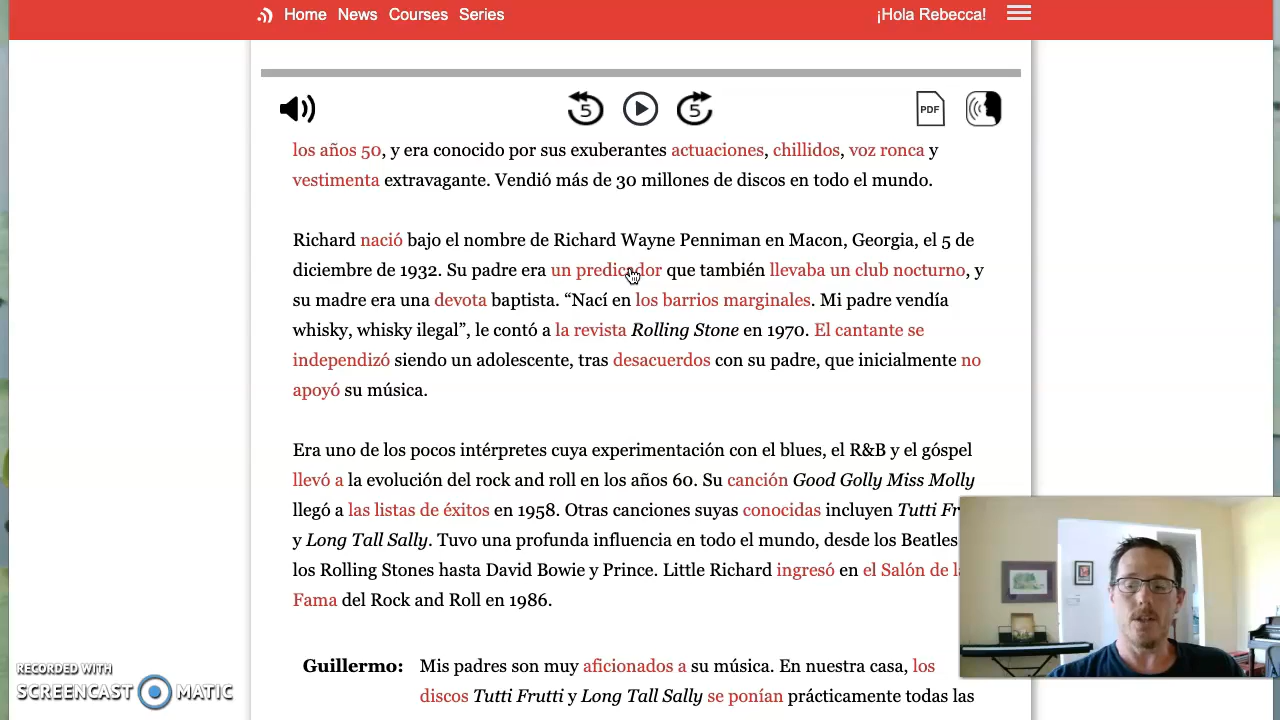 Home News Courses Series ¡Hola Rebecca!
5 5 PDF
los años 50, y era conocido por sus exuberantes actuaciones, chillidos, voz ronca y
vestimenta extravagante. Vendió más de 30 millones de discos en todo el mundo.
Richard nació bajo el nombre de Richard Wayne Penniman en Macon, Georgia, el 5 de
diciembre de 1932. Su padre era un predicador que también llevaba un club nocturno, y
su madre era una devota baptista. “Nací en los barrios marginales. Mi padre vendía
whisky, whisky ilegal”, le contó a la revista Rolling Stone en 1970. El cantante se
independizó siendo un adolescente, tras desacuerdos con su padre, que inicialmente no
apoyó su música.
Era uno de los pocos intérpretes cuya experimentación con el blues, el R&B y el góspel
llevó a la evolución del rock and roll en los años 60. Su canción Good Golly Miss Molly
llegó a las listas de éxitos en 1958. Otras canciones suyas conocidas incluyen Tutti
y Long Tall Sally. Tuvo una profunda influencia en todo el mundo, desde los Beatles
los Rolling Stones hasta David Bowie y Prince. Little Richard ingresó en el Salón de
Fama del Rock and Roll en 1986.
Guillermo: Mis padres son muy aficionados a su música. En nuestra casa, los
discos Tutti Frutti y Long Tall Sally se ponían prácticamente todas las
RECORDED WITH
SCREENCAST MATIC